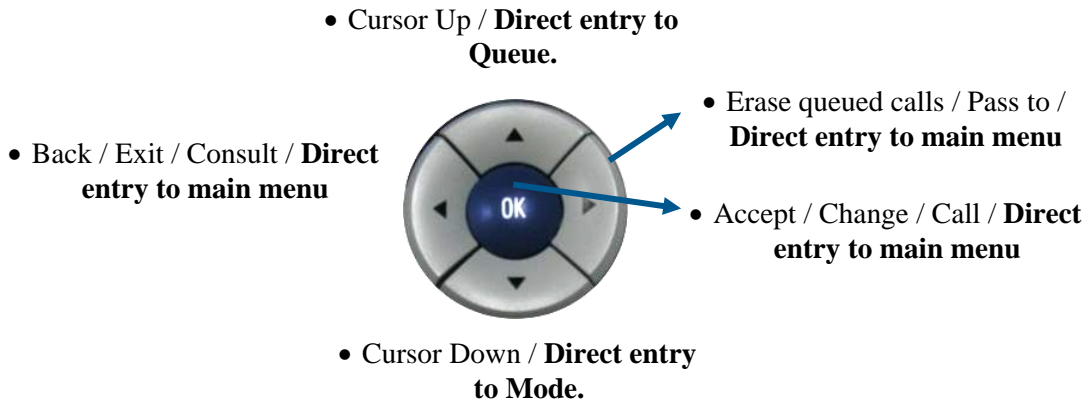 • Cursor Up / Direct entry to
Queue.
• Erase queued calls / Pass to /
Direct entry to main menu
• Back / Exit / Consult / Direct
entry to main menu
OK
• Accept / Change / Call / Direct
entry to main menu
• Cursor Down / Direct entry
to Mode.